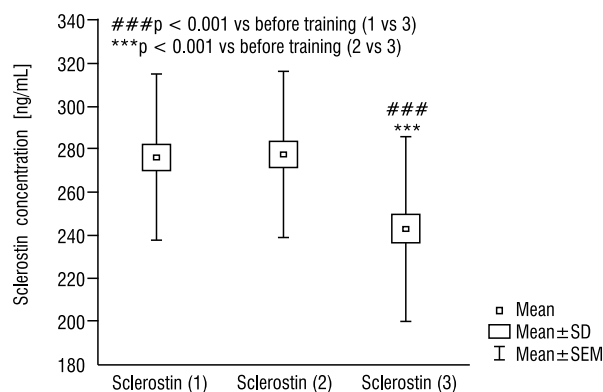 340
320
300
280
260
240
220
200
180
Sclerostin concentration [ng/mL]
###p < 0.001 vs before training (1 vs 3)
***p < 0.001 vs before training (2 vs 3)
###
***
Mean
Mean±SD
Mean±SEM
Sclerostin (1)
Sclerostin (2)
Sclerostin (3)